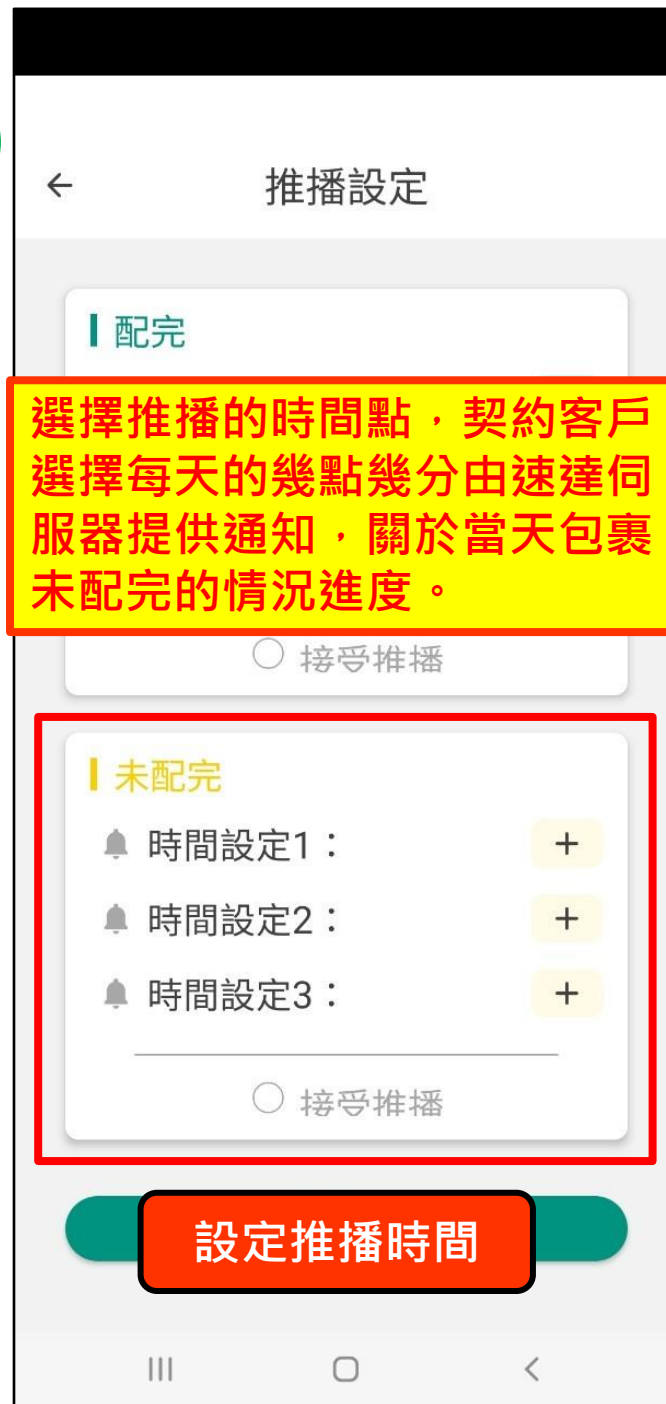 推播設定
配完
選擇推播的時間點，契約客戶
選擇每天的幾點幾分由速達伺
服器提供通知，關於當天包裹
未配完的情況進度。
接受推播
未配完
時間設定1：
時間設定2：
時間設定3：
接受推播
設定推播時間